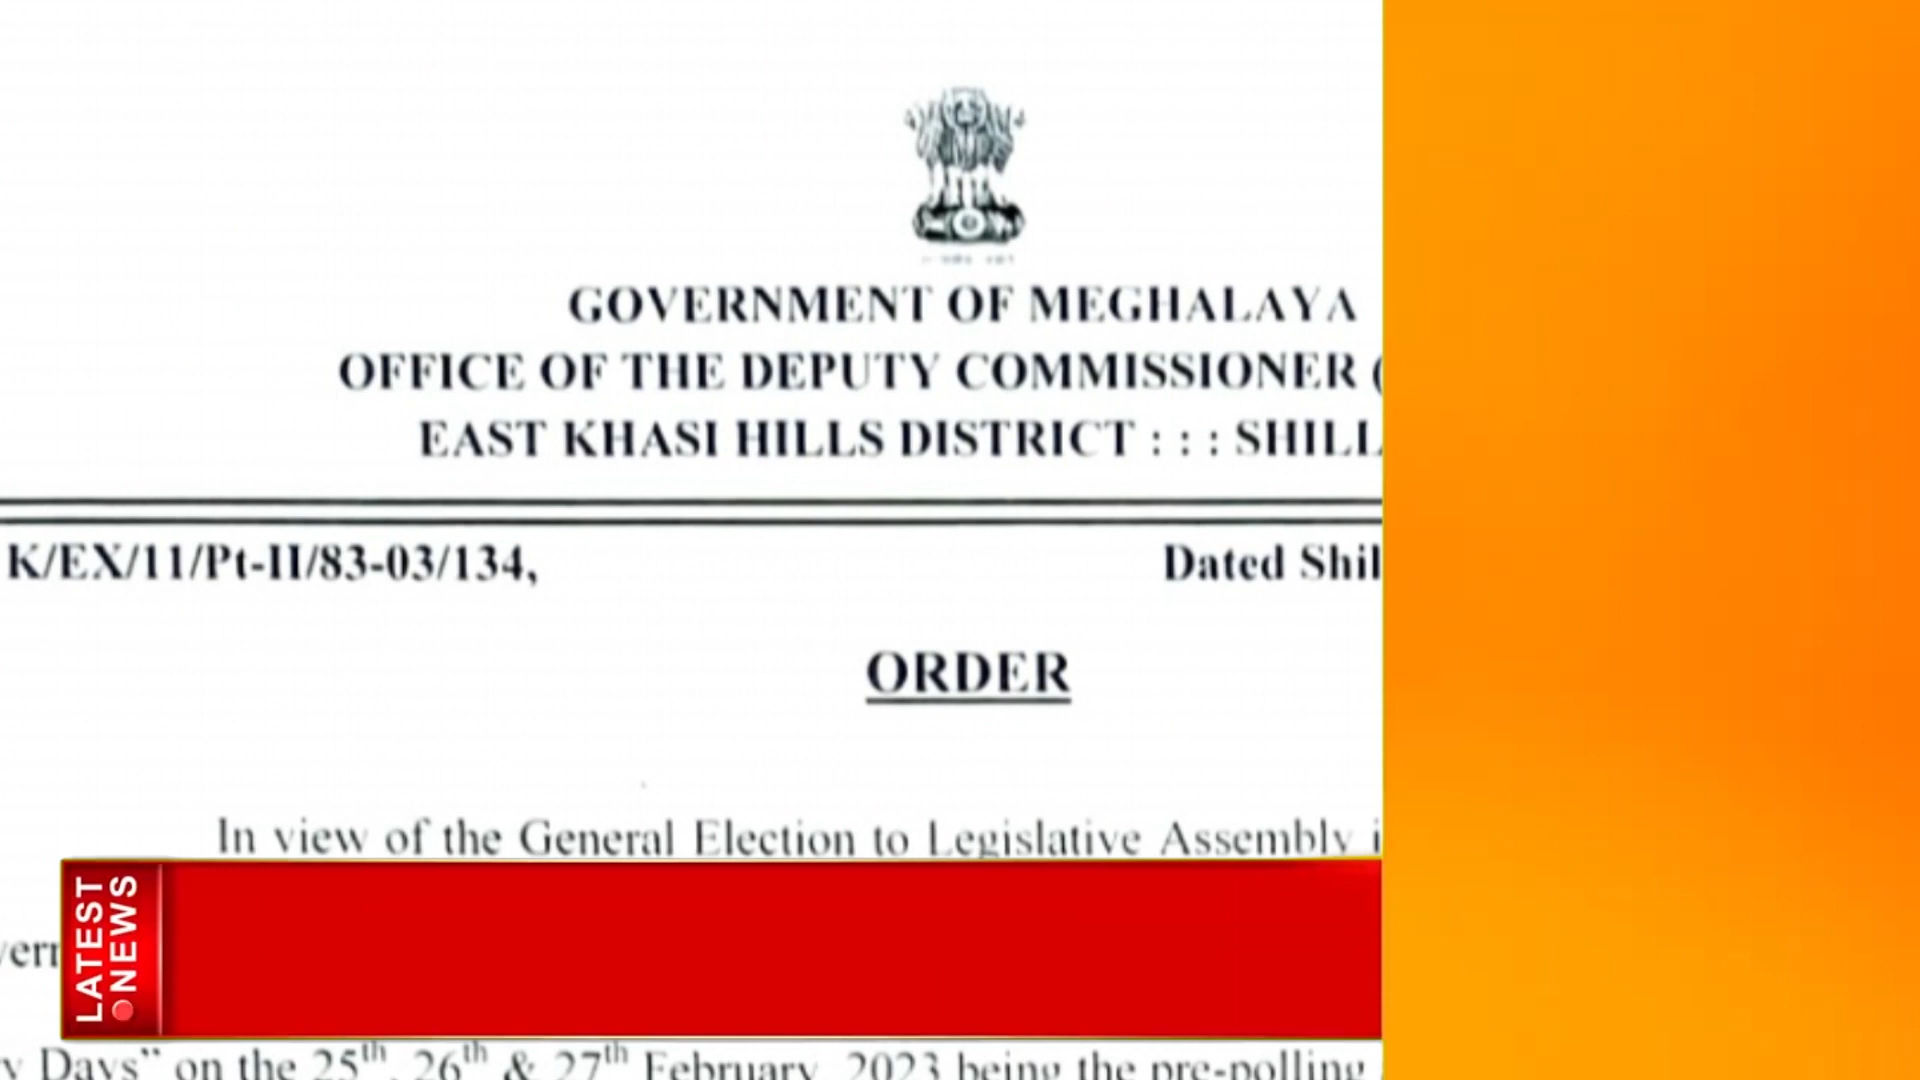 GOVERNMENT OF MEGHALAYA
OFFICE OF THE DEPUTY COMMISSIONER (
EAST KHASI HILLS DISTRICT : : : SHILL
K/EX/11/Pt-II/83-03/134,
Dated Shil
ORDER
In view of the General Election to Legislative Assembly i
LATEST
NEWS
y Days" on the 25th, 26th & 27th February, 2023 being the pre-polling